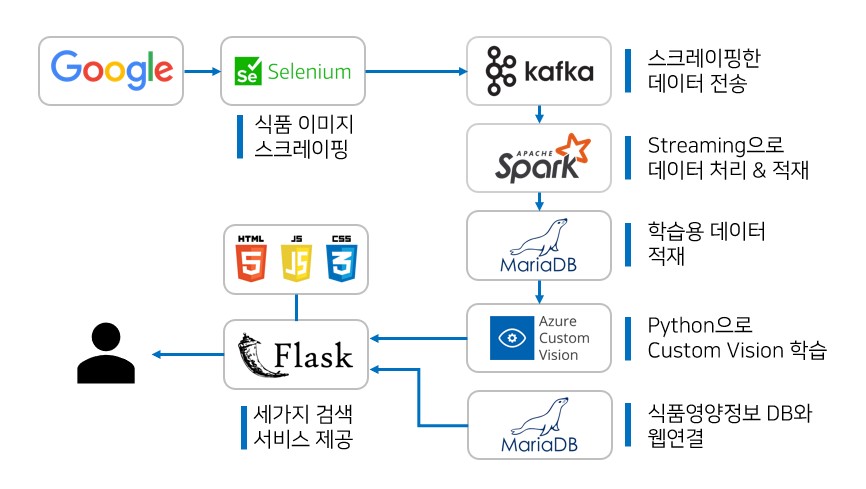 Google
Se Selenium
kafka
스크레이핑한
데이터 전송
식품 이미지
스크레이핑
APACHE
Spark
Streaming으로
데이터 처리 & 적재
HTML JS CSS
5 JS 3
MariaDB
학습용 데이터
적재
Azure
Custom
Vision
Python으로
Custom Vision 학습
Flask
세가지 검색
서비스 제공
MariaDB
식품영양정보 DB와
웹연결